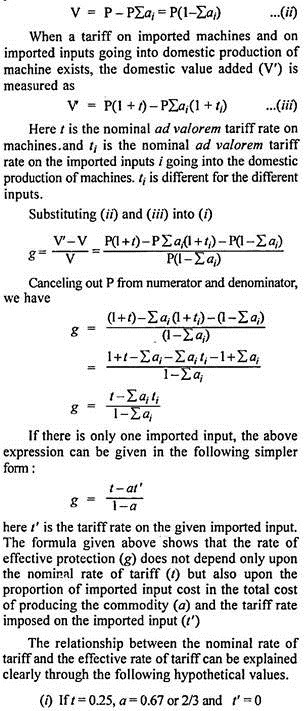 V = P – PΣaᵢ = P(1–Σaᵢ) ...(ii)
When a tariff on imported machines and on
imported inputs going into domestic production of
machine exists, the domestic value added (V') is
measured as
V' = P(1 + t) – PΣaᵢ(1 + tᵢ) ...(iii)
Here t is the nominal ad valorem tariff rate on
machines.and tᵢ is the nominal ad valorem tariff
rate on the imported inputs i going into the domestic
production of machines. tᵢ is different for the different
inputs.
Substituting (ii) and (iii) into (i)
g = (V'–V)/V = [P(1+t) – PΣaᵢ(1+tᵢ) – P(1–Σaᵢ)]/[P(1–Σaᵢ)]
Canceling out P from numerator and denominator,
we have
g = [(1+t)–Σaᵢ(1+tᵢ)–(1–Σaᵢ)]/(1–Σaᵢ)
= [1+t–Σaᵢ–Σaᵢtᵢ–1+Σaᵢ]/[1–Σaᵢ]
g = [t–Σaᵢtᵢ]/[1–Σaᵢ]
If there is only one imported input, the above
expression can be given in the following simpler
form :
g = (t–at')/(1–a)
here t' is the tariff rate on the given imported input.
The formula given above shows that the rate of
effective protection (g) does not depend only upon
the nominal rate of tariff (t) but also upon the
proportion of imported input cost in the total cost
of producing the commodity (a) and the tariff rate
imposed on the imported input (t')
The relationship between the nominal rate of
tariff and the effective rate of tariff can be explained
clearly through the following hypothetical values.
(i) If t = 0.25, a = 0.67 or 2/3 and t' = 0